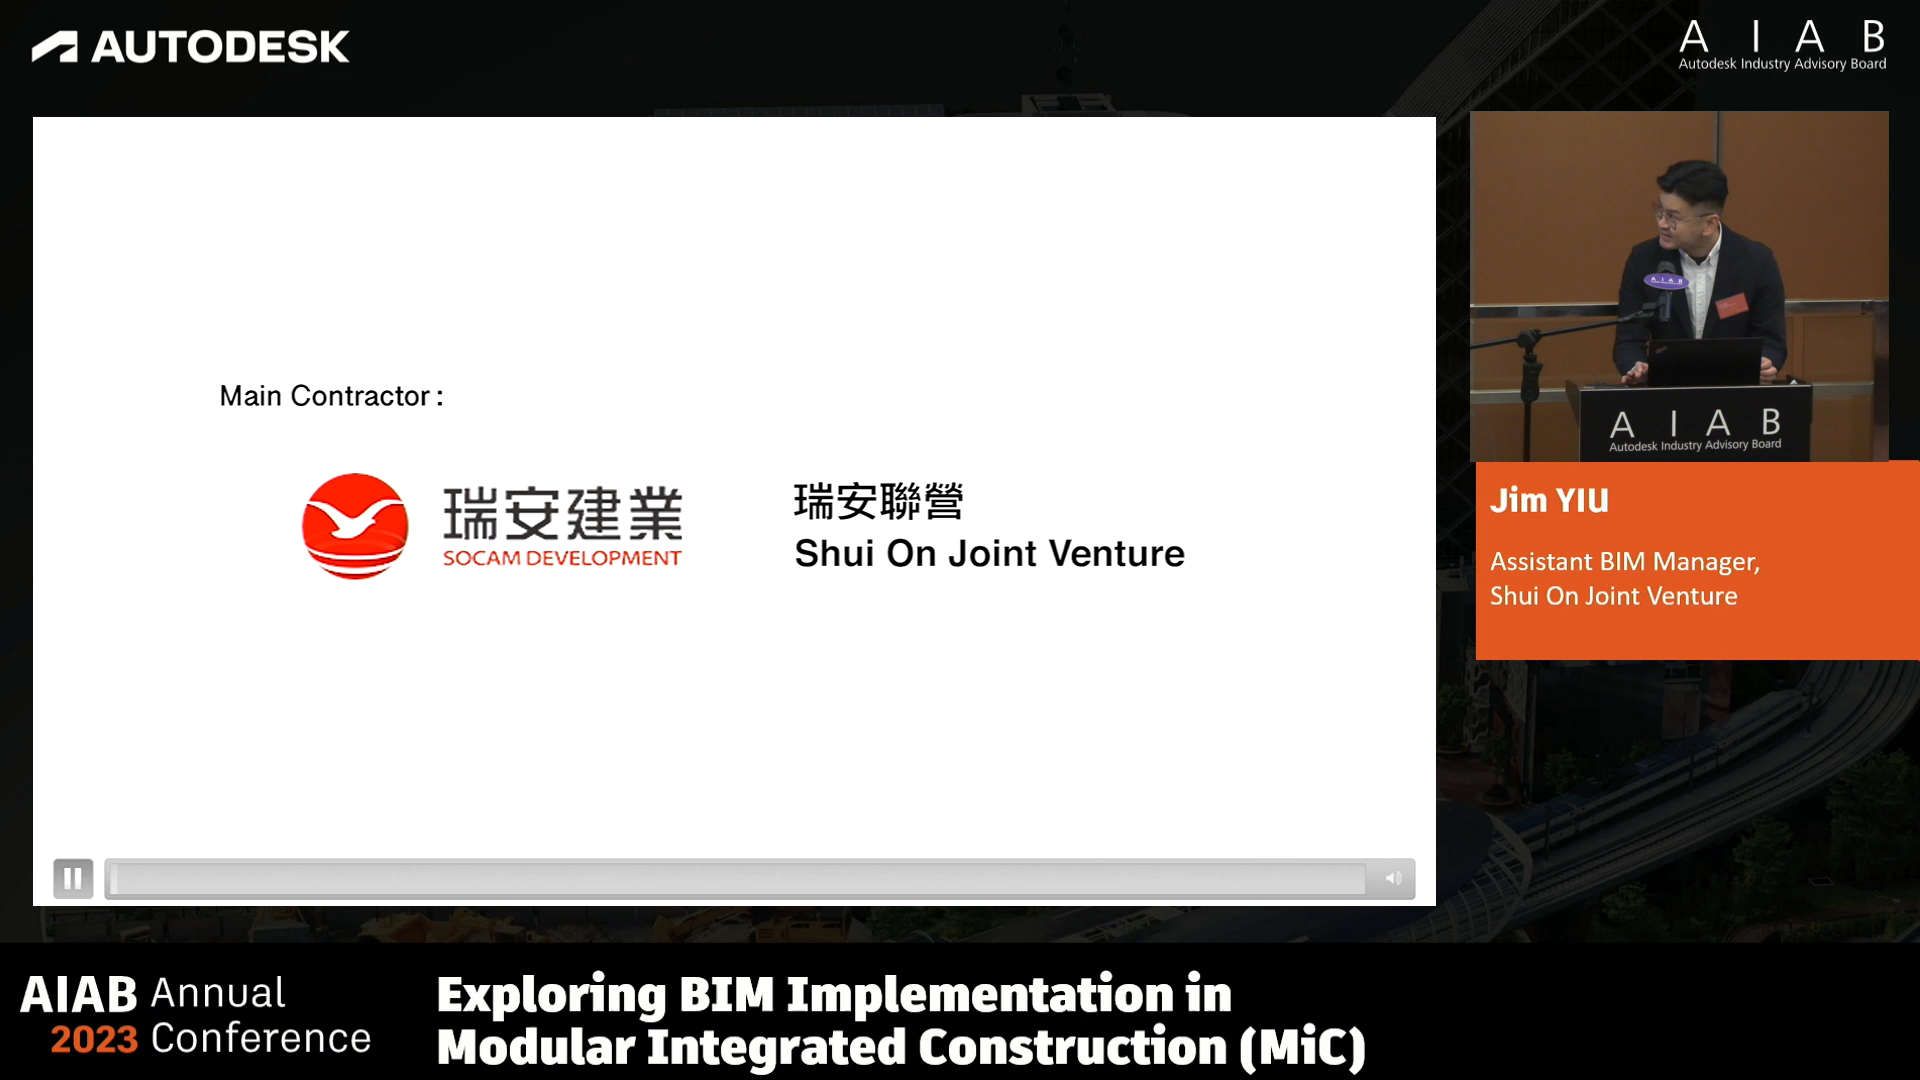 AUTODESK
A I A B
Autodesk Industry Advisory Board
Main Contractor :
瑞安建業
SOCAM DEVELOPMENT
瑞安聯營
Shui On Joint Venture
A I A B
A I A B
Autodesk Industry Advisory Board
Jim YIU
Assistant BIM Manager,
Shui On Joint Venture
AIAB Annual
2023 Conference
Exploring BIM Implementation in
Modular Integrated Construction (MiC)